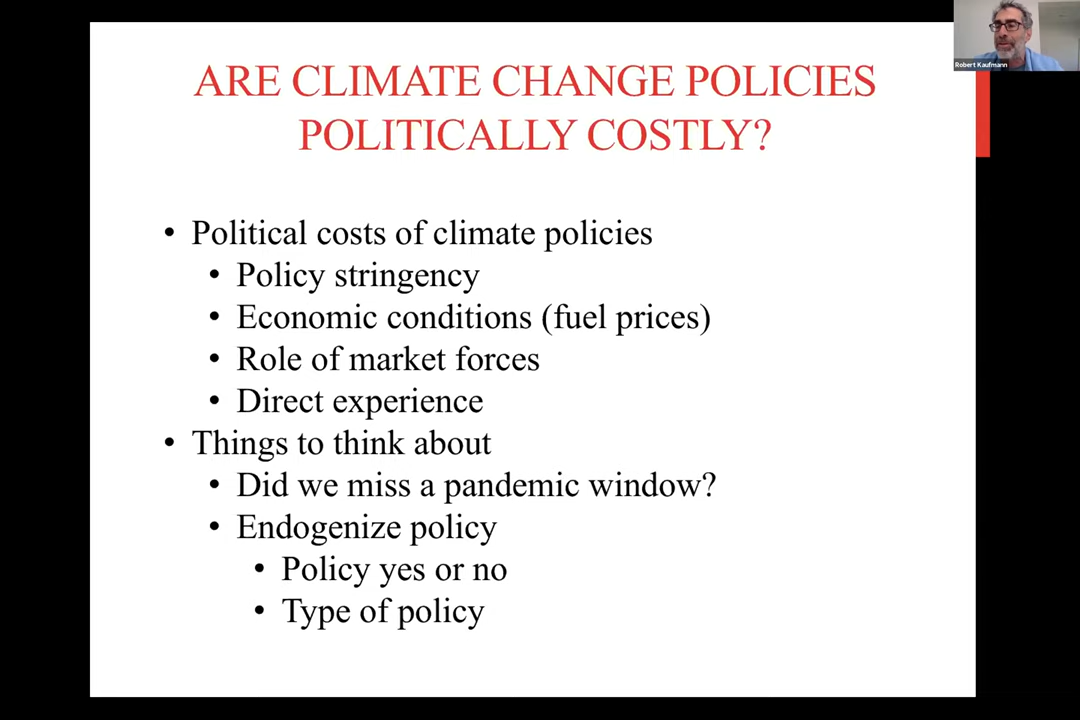 Robert Kaufmann
ARE CLIMATE CHANGE POLICIES
POLITICALLY COSTLY?
• Political costs of climate policies
• Policy stringency
• Economic conditions (fuel prices)
• Role of market forces
• Direct experience
• Things to think about
• Did we miss a pandemic window?
• Endogenize policy
• Policy yes or no
• Type of policy